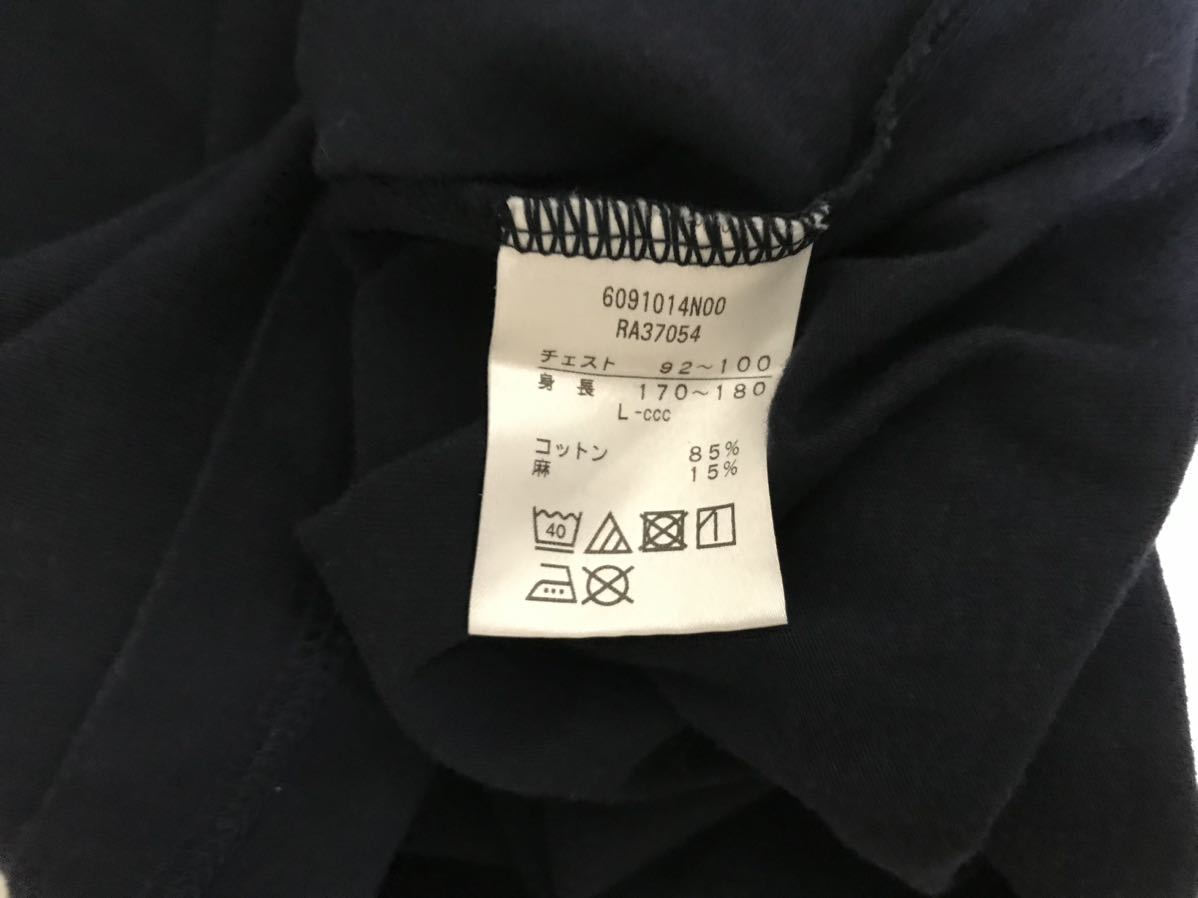 6091014N00
RA37054
チェスト 92～100
身長 170～180
L-ccc
コットン 85%
麻 15%
40